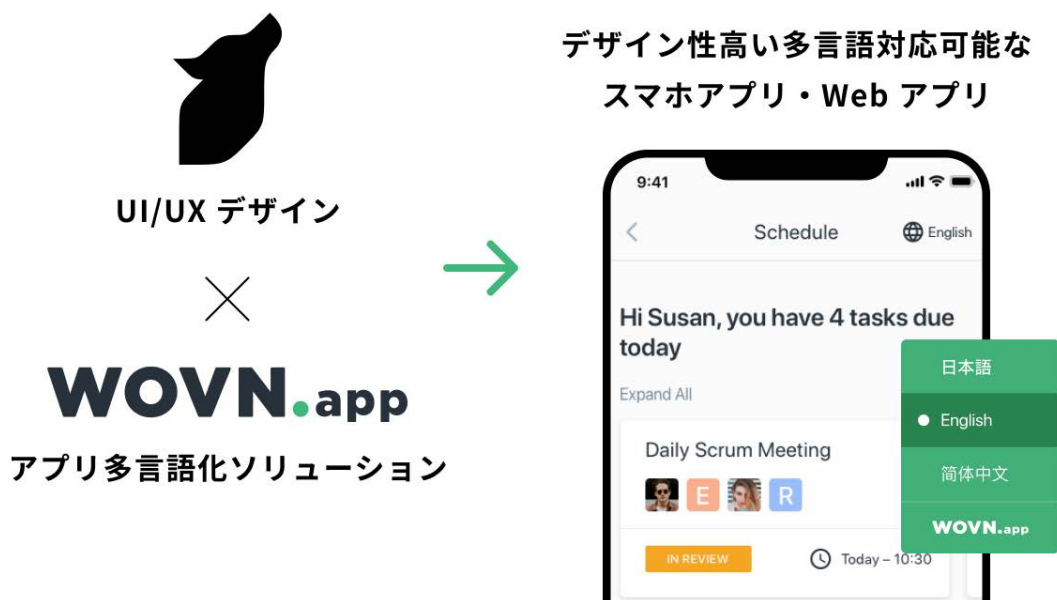 UI/UX デザイン
WOVN.app
アプリ多言語化ソリューション
デザイン性高い多言語対応可能な
スマホアプリ・Web アプリ
9:41
Schedule
English
Hi Susan, you have 4 tasks due
today
Expand All
日本語
English
简体中文
WOVN.app
Daily Scrum Meeting
E
R
IN REVIEW
Today – 10:30